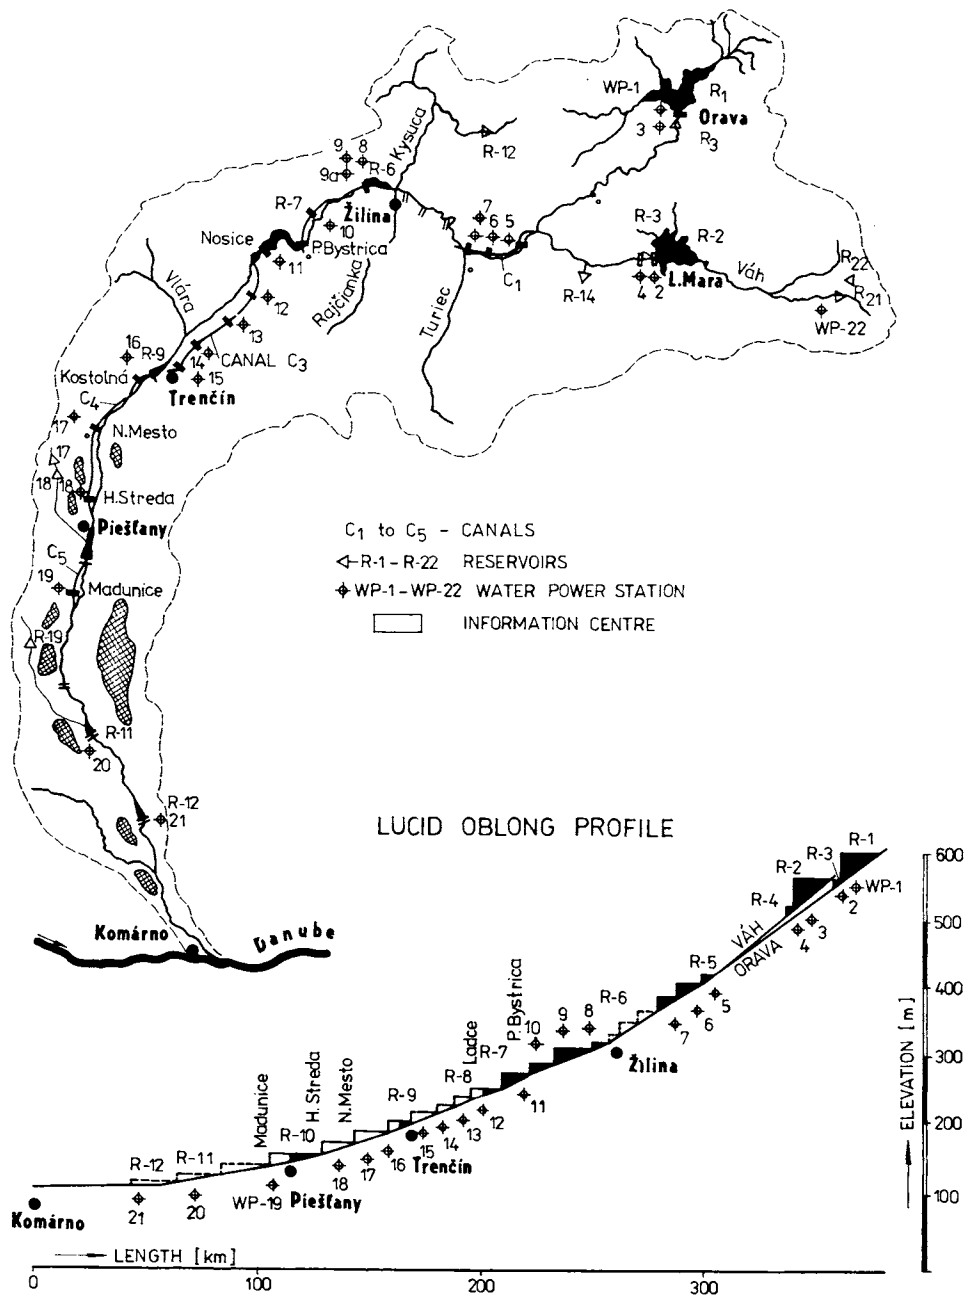 WP-1
R1
Orava
3
R3
Kysuca
R-12
9
8
9a
R-6
R-7
Žilina
10
7
6
5
R-3
R-2
Nosice
P.Bystrica
11
Váh
R22
L.Mara
4
2
R-14
C1
R21
WP-22
Vlára
Rajčianka
Turiec
12
13
16
R-9
14
CANAL C3
Kostolná
15
Trenčín
C4
17
N.Mesto
17
18
18
H.Streda
Piešťany
C5
19
Madunice
R-19
R-11
20
R-12
21
Komárno
Danube
C1 to C5 - CANALS
R-1 - R-22 RESERVOIRS
WP-1 - WP-22 WATER POWER STATION
INFORMATION CENTRE
LUCID OBLONG PROFILE
R-1
R-3
R-2
R-4
WP-1
2
3
4
VÁH
ORAVA
R-5
5
6
7
R-6
8
9
10
P.Bystrica
Žilina
R-7
Ladce
11
R-8
12
13
14
15
R-9
16
Trenčín
N.Mesto
H.Streda
17
18
R-10
Madunice
Piešťany
WP-19
R-11
R-12
20
21
Komárno
600
500
400
300
200
100
ELEVATION [m]
LENGTH [km]
0
100
200
300